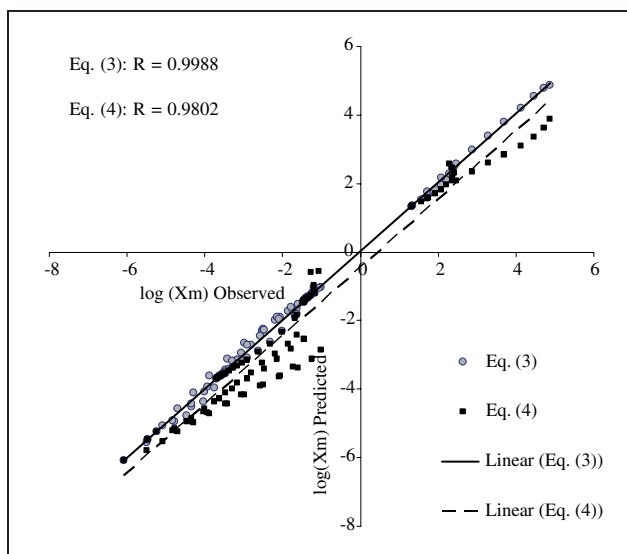 Eq. (3): R = 0.9988
Eq. (4): R = 0.9802
6
4
2
0
-8
-6
-4
-2
0
2
4
6
log (Xm) Observed
-2
-4
-6
-8
log(Xm) Predicted
Eq. (3)
Eq. (4)
Linear (Eq. (3))
Linear (Eq. (4))